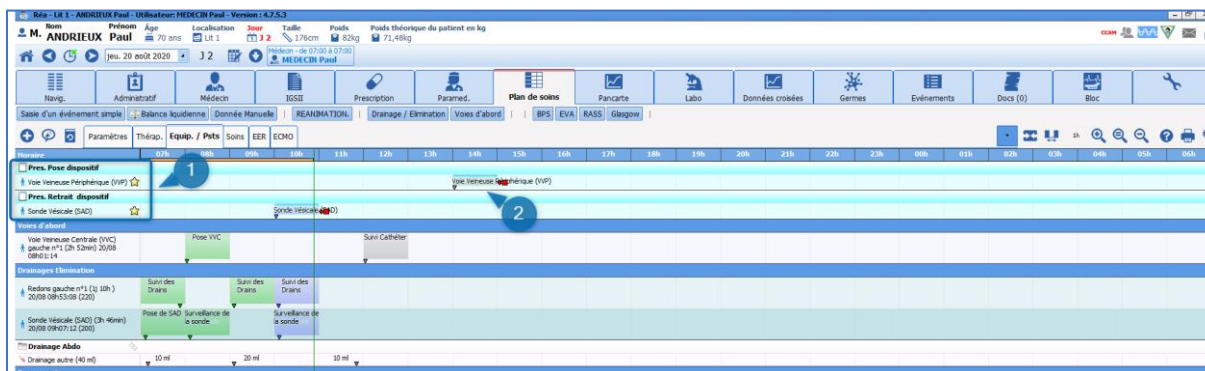 Réa - Lit 1 - ANDRIEUX Paul - Utilisateur: MEDECIN Paul - Version : 4.7.5.3
Nom Prénom Âge Localisation Jour Taille Poids Poids théorique du patient en kg
M. ANDRIEUX Paul 70 ans Lit 1 J 2 176cm 82kg 71,48kg
CCAM
jeu. 20 août 2020 J 2 Médecin - de 07:00 à 07:00
MEDECIN Paul
Navig. Administratif Médecin IGSII Prescription Paramed. Plan de soins Pancarte Labo Données croisées Germes Evénements Docs (0) Bloc
Saisie d'un événement simple Balance liquidienne Donnée Manuelle | REANIMATION. | Drainage / Elimination Voies d'abord | | BPS EVA RASS Glasgow |
Paramètres Thérap. Equip. / Psts Soins EER ECMO 1h
Horaire 07h 08h 09h 10h 11h 12h 13h 14h 15h 16h 17h 18h 19h 20h 21h 22h 23h 00h 01h 02h 03h 04h 05h 06h
Pres. Pose dispositif
1
Voie Veineuse Périphérique (VVP) Voie Veineuse Périphérique (VVP)
Pres. Retrait dispositif
2
Sonde Vésicale (SAD) Sonde Vésicale (SAD)
Voies d'abord
Voie Veineuse Centrale (VVC) Pose VVC Suivi Cathéter
gauche n°1 (2h 52min) 20/08
08h01:14
Drainages Elimination
Redons gauche n°1 (1j 10h ) Suivi des Suivi des Suivi des
20/08 08h53:08 (220) Drains Drains Drains
Sonde Vésicale (SAD) (3h 46min) Pose de SAD Surveillance de Surveillance de
20/08 09h07:12 (200) la sonde la sonde
Drainage Abdo
Drainage autre (40 ml) 10 ml 20 ml 10 ml